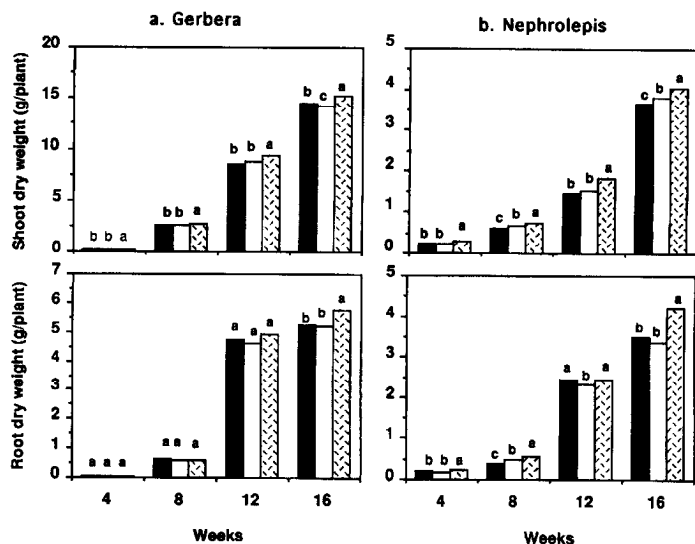 a. Gerbera
b. Nephrolepis
Shoot dry weight (g/plant)
20
15
10
5
0
b b a
b b a
b b a
b c a
5
4
3
2
1
0
b b a
c b a
b b a
c b a
Root dry weight (g/plant)
7
6
5
4
3
2
1
0
a a a
a a a
a a a
b b a
5
4
3
2
1
0
b b a
c b a
a b a
b b a
4 8 12 16
4 8 12 16
Weeks
Weeks